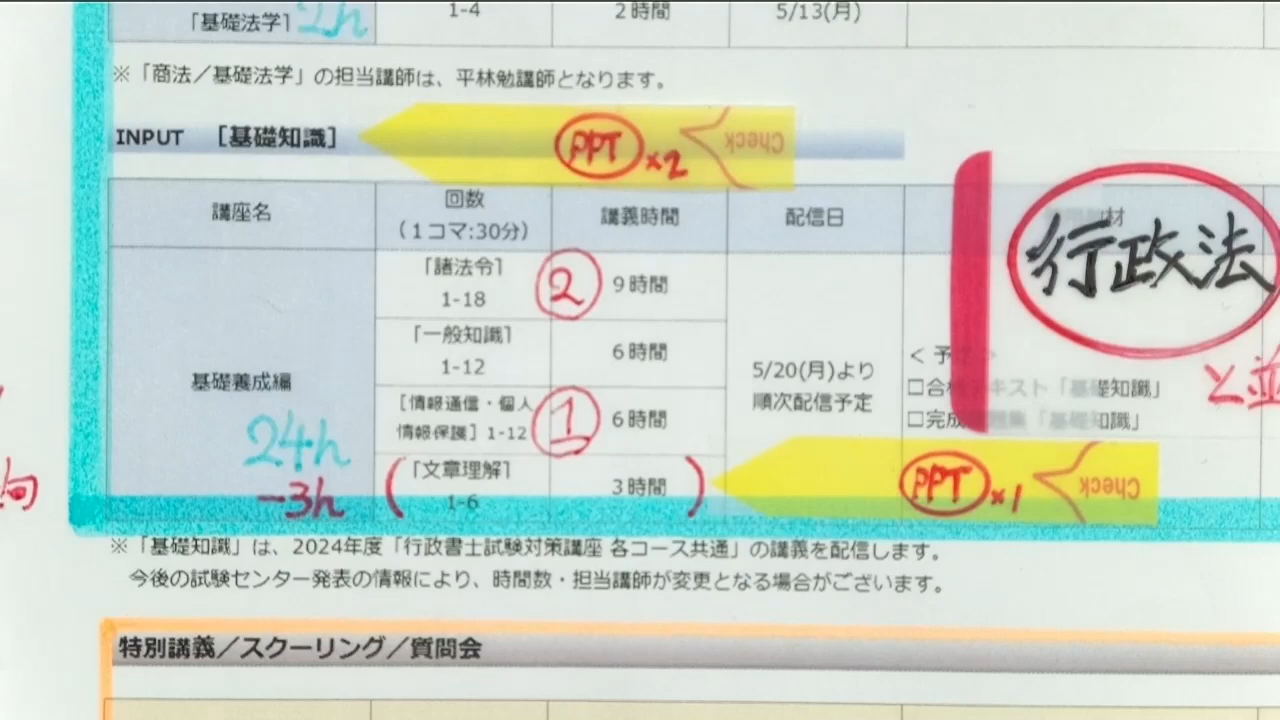 「基礎法学」 2h
1-4
2時間
5/13(月)
※「商法／基礎法学」の担当講師は、平林勉講師となります。
INPUT ［基礎知識］
PPT ×2
Check
講座名
回数
（1コマ:30分）
講義時間
配信日
材
行政法
基礎養成編
24h
-3h
「諸法令」
1-18
②
9時間
「一般知識」
1-12
6時間
［情報通信・個人
情報保護］1-12
①
6時間
「文章理解」
1-6
3時間
5/20(月)より
順次配信予定
＜予
□合格テキスト「基礎知識」
□完成 題集「基礎知識」
と並
向
PPT ×1
Check
※「基礎知識」は、2024年度「行政書士試験対策講座 各コース共通」の講義を配信します。
今後の試験センター発表の情報により、時間数・担当講師が変更となる場合がございます。
特別講義／スクーリング／質問会